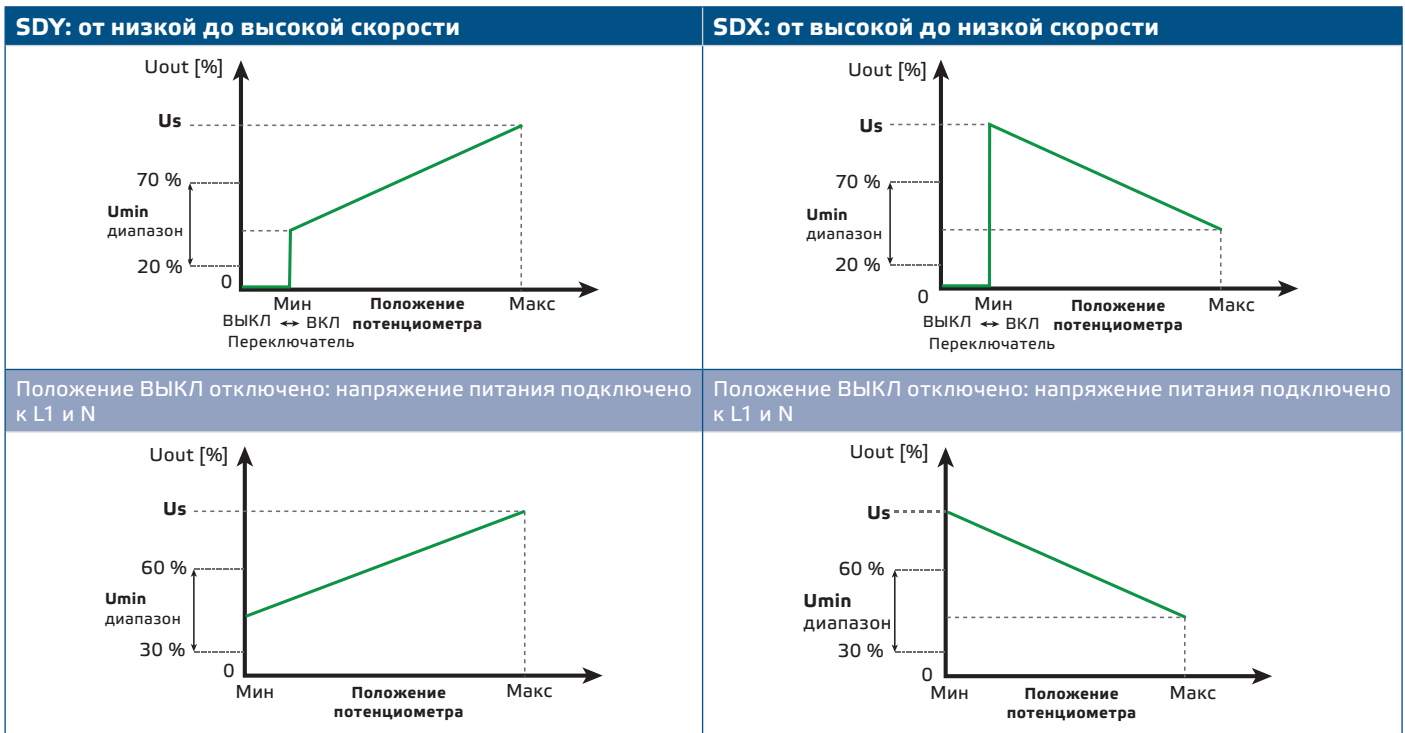 SDY: от низкой до высокой скорости
SDX: от высокой до низкой скорости
Uout [%]
Us
70 %
Umin
диапазон
20 %
0
Мин
Положение
Макс
ВЫКЛ ↔ ВКЛ потенциометра
Переключатель
Uout [%]
Us
70 %
Umin
диапазон
20 %
0
Мин
Положение
Макс
ВЫКЛ ↔ ВКЛ потенциометра
Переключатель
Положение ВЫКЛ отключено: напряжение питания подключено
к L1 и N
Положение ВЫКЛ отключено: напряжение питания подключено
к L1 и N
Uout [%]
Us
60 %
Umin
диапазон
30 %
0
Мин
Положение
Макс
потенциометра
Uout [%]
Us
60 %
Umin
диапазон
30 %
0
Мин
Положение
Макс
потенциометра